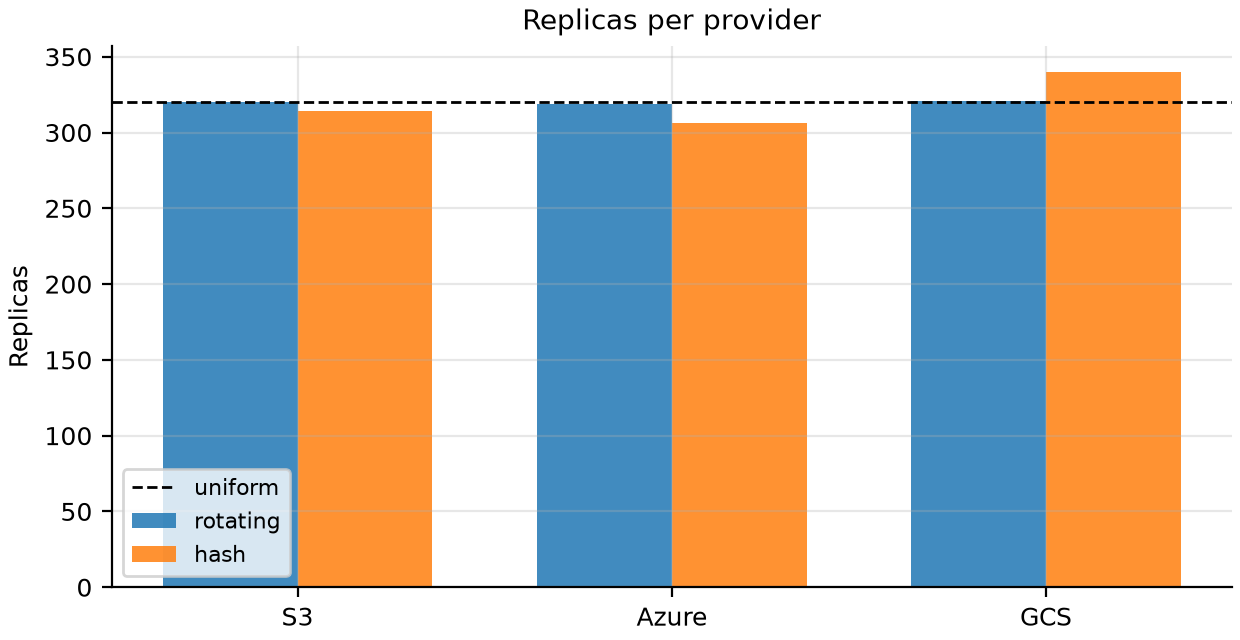 Replicas per provider
Replicas
350
300
250
200
150
100
50
0
uniform
rotating
hash
S3
Azure
GCS